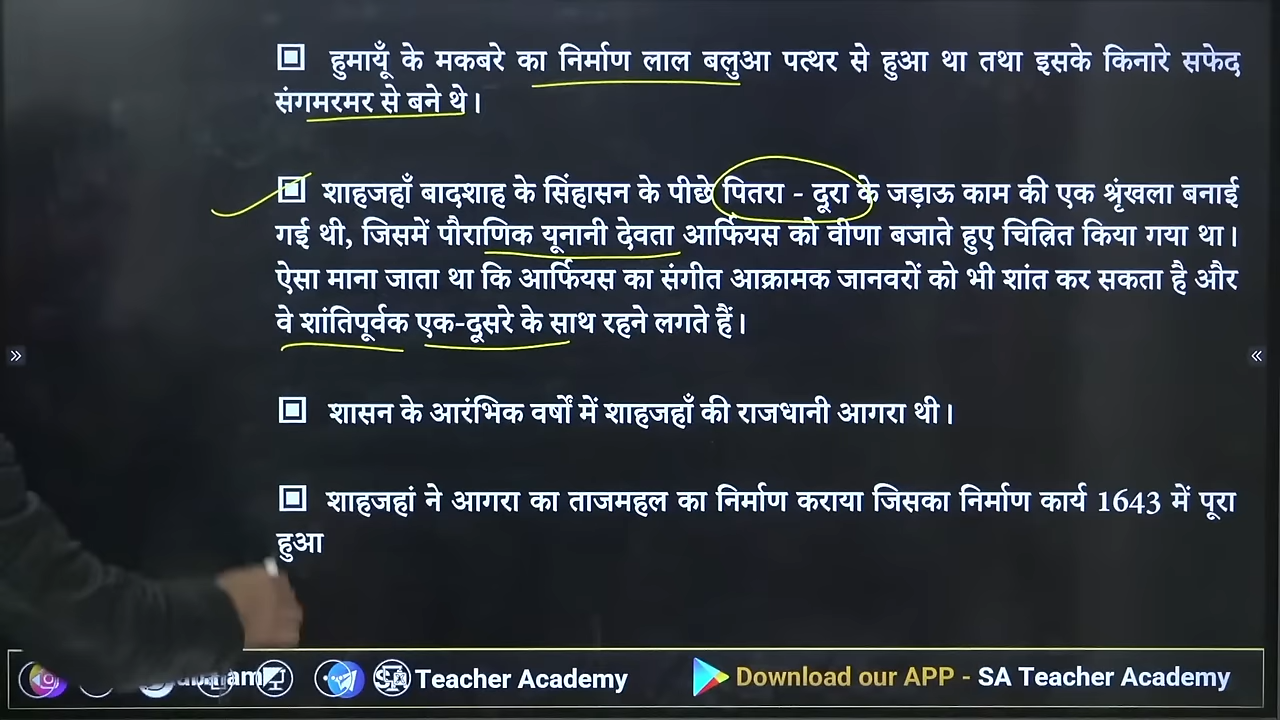 हुमायूँ के मकबरे का निर्माण लाल बलुआ पत्थर से हुआ था तथा इसके किनारे सफेद
संगमरमर से बने थे।
शाहजहाँ बादशाह के सिंहासन के पीछे पितरा - दूरा के जड़ाऊ काम की एक श्रृंखला बनाई
गई थी, जिसमें पौराणिक यूनानी देवता आर्फियस को वीणा बजाते हुए चित्रित किया गया था।
ऐसा माना जाता था कि आर्फियस का संगीत आक्रामक जानवरों को भी शांत कर सकता है और
वे शांतिपूर्वक एक-दूसरे के साथ रहने लगते हैं।
शासन के आरंभिक वर्षों में शाहजहाँ की राजधानी आगरा थी।
शाहजहां ने आगरा का ताजमहल का निर्माण कराया जिसका निर्माण कार्य 1643 में पूरा
हुआ
Teacher Academy Download our APP - SA Teacher Academy